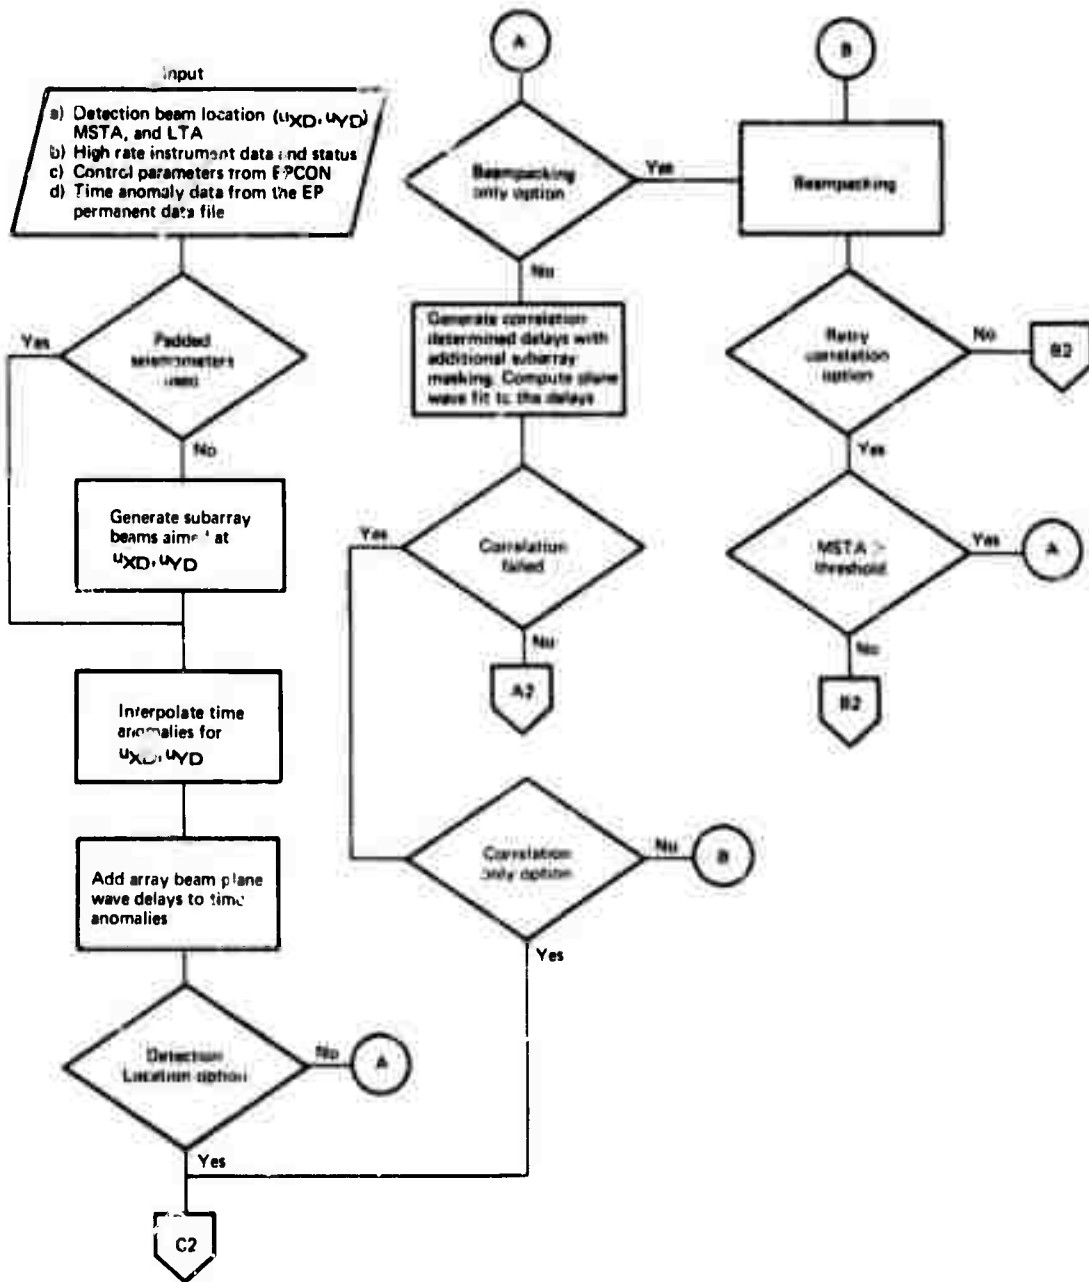 Input
a) Detection beam location (uXD, uYD)
MSTA, and LTA
b) High rate instrument data and status
c) Control parameters from EPCON
d) Time anomaly data from the EP
permanent data file
Yes
Padded
seismometers
used
No
Generate subarray
beams aimed at
uXD, uYD
Interpolate time
anomalies for
uXD, uYD
Add array beam plane
wave delays to time
anomalies
Detection
Location option
No
A
Yes
C2
A
Beampacking
only option
Yes
No
Generate correlation
determined delays with
additional subarray
masking. Compute plane
wave fit to the delays
Yes
Correlation
failed
No
A2
Correlation
only option
No
B
Yes
B
Beampacking
Retry
correlation
option
No
B2
Yes
MSTA >
threshold
Yes
A
No
B2